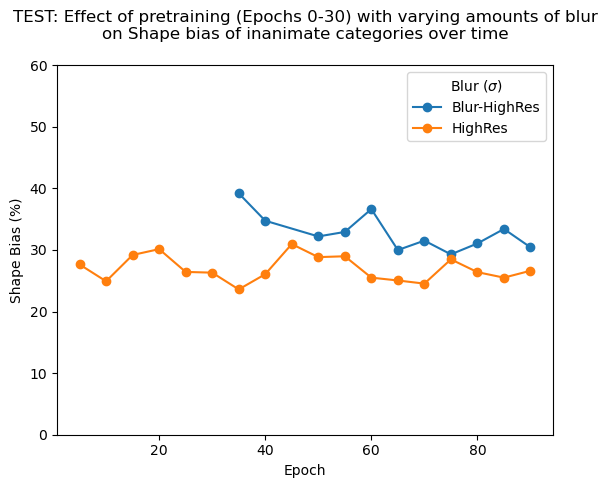 TEST: Effect of pretraining (Epochs 0-30) with varying amounts of blur
on Shape bias of inanimate categories over time
Blur (σ)
Blur-HighRes
HighRes
Shape Bias (%)
60
50
40
30
20
10
0
20 40 60 80
Epoch